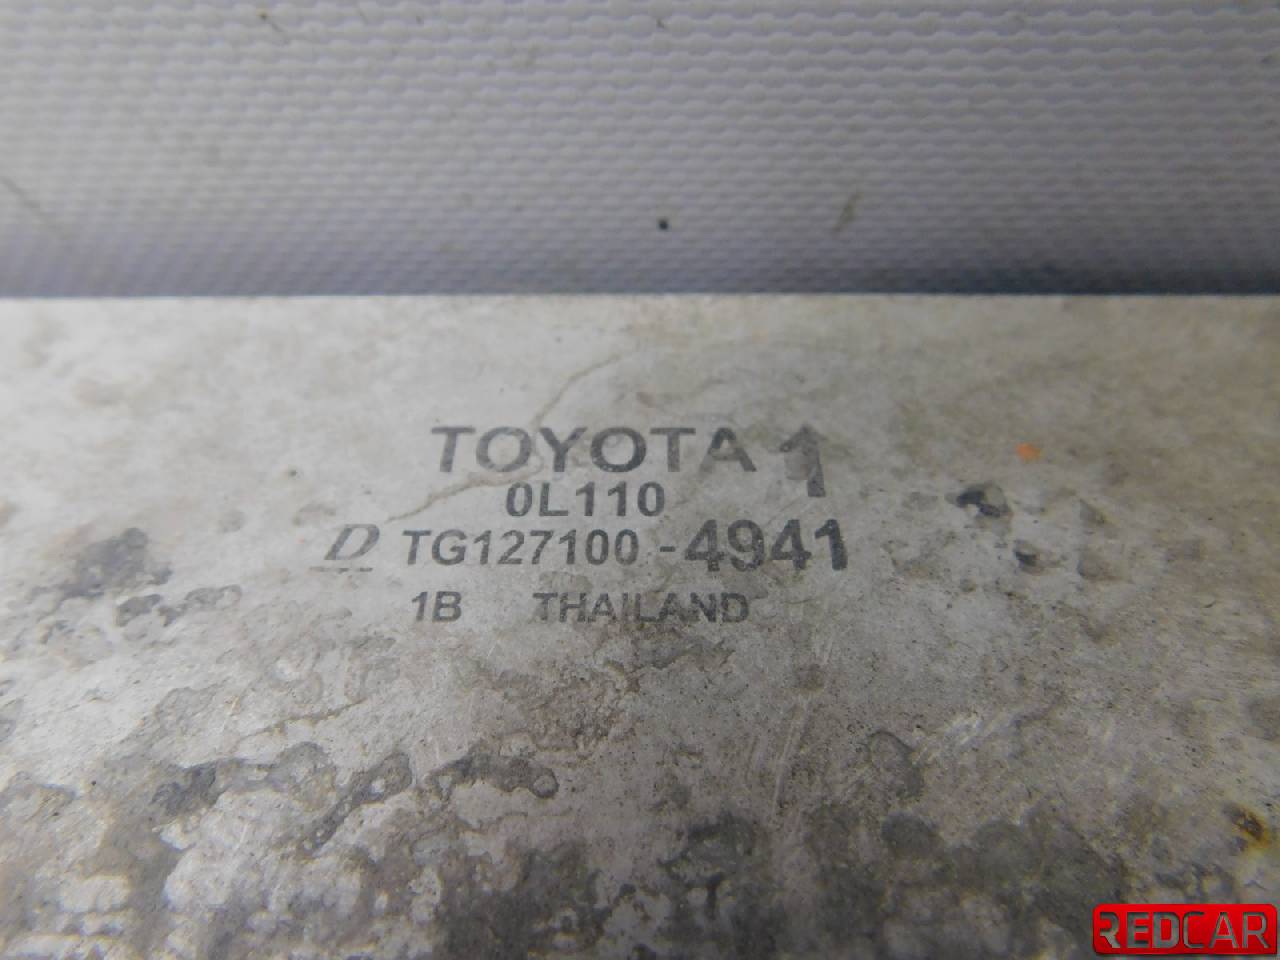 TOYOTA 1
0L110
D TG127100-4941
1B THAILAND
REDCAR